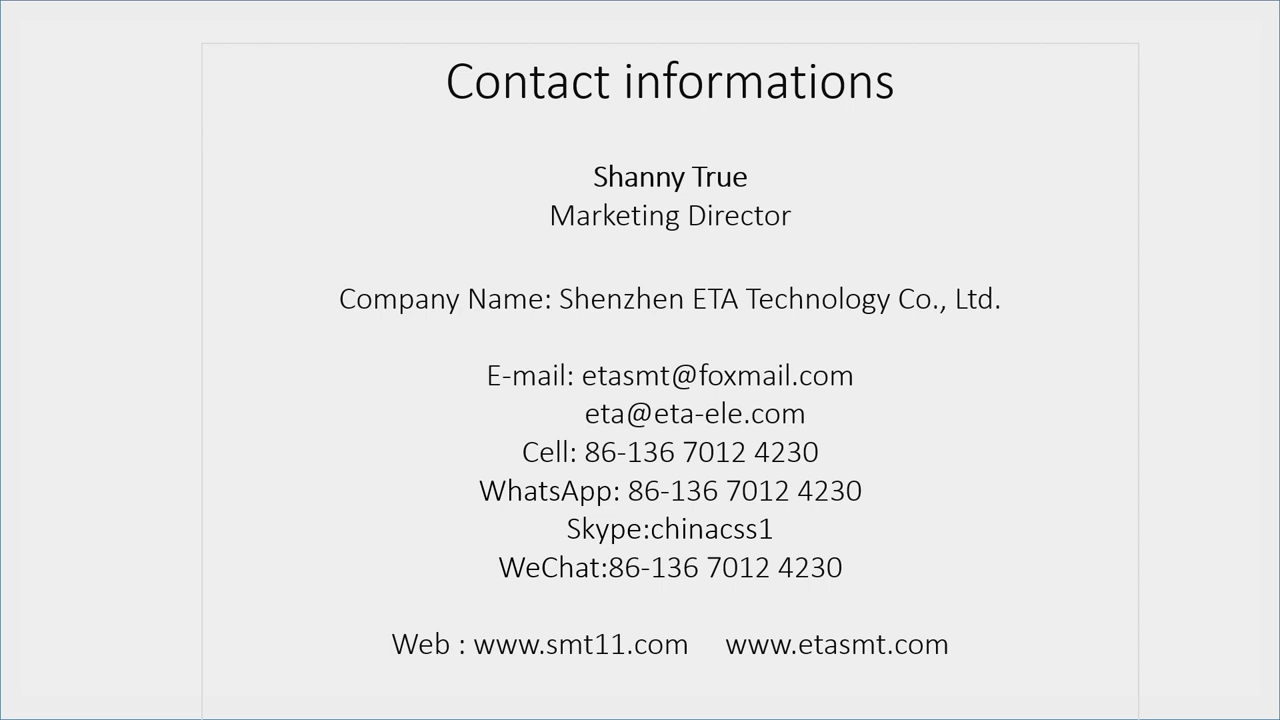 Contact informations
Shanny True
Marketing Director
Company Name: Shenzhen ETA Technology Co., Ltd.
E-mail: etasmt@foxmail.com
eta@eta-ele.com
Cell: 86-136 7012 4230
WhatsApp: 86-136 7012 4230
Skype:chinacss1
WeChat:86-136 7012 4230
Web : www.smt11.com www.etasmt.com